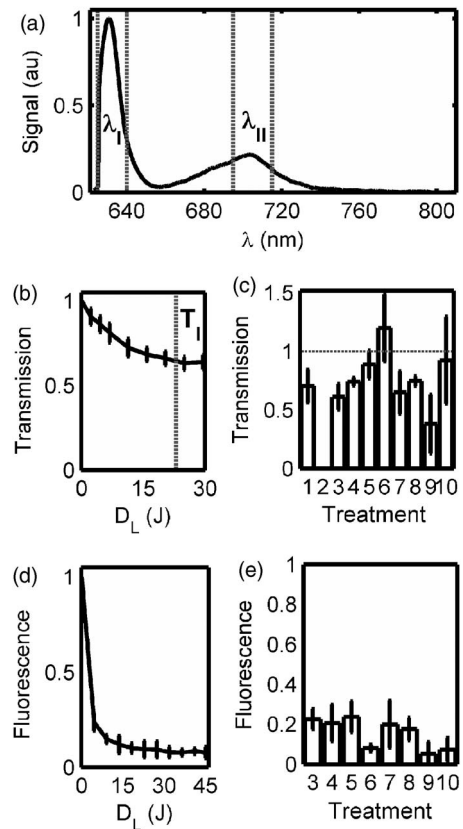 (a)
Signal (au)
1
0.5
0
λI
λII
640 680 720 760 800
λ (nm)
(b)
Transmission
1
0.5
0
TI
0 15 30
DL (J)
(c)
Transmission
1.5
1
0.5
0
1 2 3 4 5 6 7 8 9 10
Treatment
(d)
Fluorescence
1
0.5
0
0 15 30 45
DL (J)
(e)
Fluorescence
1
0.8
0.6
0.4
0.2
0
3 4 5 6 7 8 9 10
Treatment